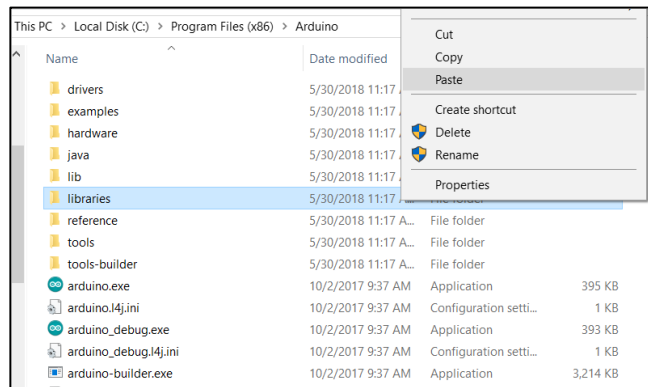 This PC > Local Disk (C:) > Program Files (x86) > Arduino
Name Date modified
drivers 5/30/2018 11:17
examples 5/30/2018 11:17
hardware 5/30/2018 11:17
java 5/30/2018 11:17
lib 5/30/2018 11:17
libraries 5/30/2018 11:17
reference 5/30/2018 11:17 A... File folder
tools 5/30/2018 11:17 A... File folder
tools-builder 5/30/2018 11:17 A... File folder
arduino.exe 10/2/2017 9:37 AM Application 395 KB
arduino.l4j.ini 10/2/2017 9:37 AM Configuration setti... 1 KB
arduino_debug.exe 10/2/2017 9:37 AM Application 393 KB
arduino_debug.l4j.ini 10/2/2017 9:37 AM Configuration setti... 1 KB
arduino-builder.exe 10/2/2017 9:37 AM Application 3,214 KB
Cut
Copy
Paste
Create shortcut
Delete
Rename
Properties